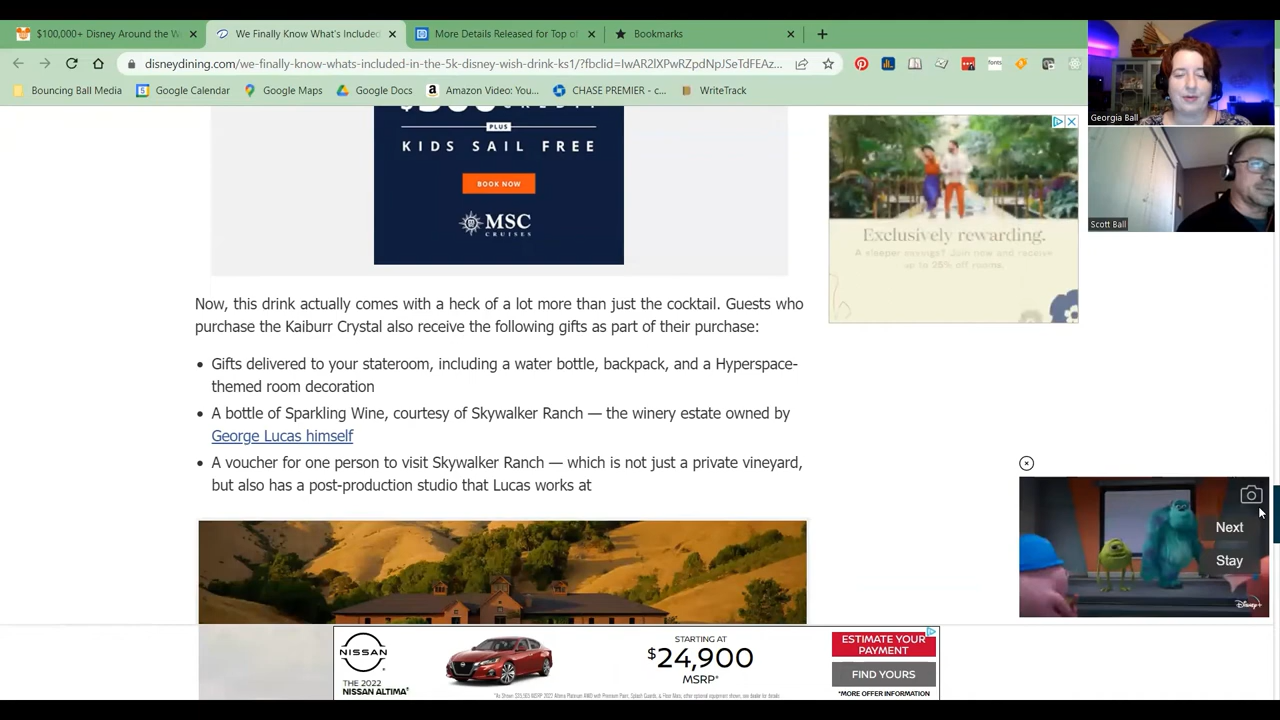 $100,000+ Disney Around the W
We Finally Know What's Included
More Details Released for Top of
Bookmarks
disneydining.com/we-finally-know-whats-included-in-the-5k-disney-wish-drink-ks1/?fbclid=IwAR2lXPwRZpdNpJSeTdFEAz...
Bouncing Ball Media
Google Calendar
Google Maps
Google Docs
Amazon Video: You...
CHASE PREMIER - c...
WriteTrack
Georgia Ball
Scott Ball
PLUS
KIDS SAIL FREE
BOOK NOW
MSC
CRUISES
Exclusively rewarding.
A sleeper savings? Join now and receive
up to 25% off rooms.
Now, this drink actually comes with a heck of a lot more than just the cocktail. Guests who
purchase the Kaiburr Crystal also receive the following gifts as part of their purchase:
• Gifts delivered to your stateroom, including a water bottle, backpack, and a Hyperspace-
themed room decoration
• A bottle of Sparkling Wine, courtesy of Skywalker Ranch — the winery estate owned by
George Lucas himself
• A voucher for one person to visit Skywalker Ranch — which is not just a private vineyard,
but also has a post-production studio that Lucas works at
Next
Stay
Disney+
NISSAN
THE 2022
NISSAN ALTIMA
STARTING AT
$24,900
MSRP*
ESTIMATE YOUR
PAYMENT
FIND YOURS
*MORE OFFER INFORMATION